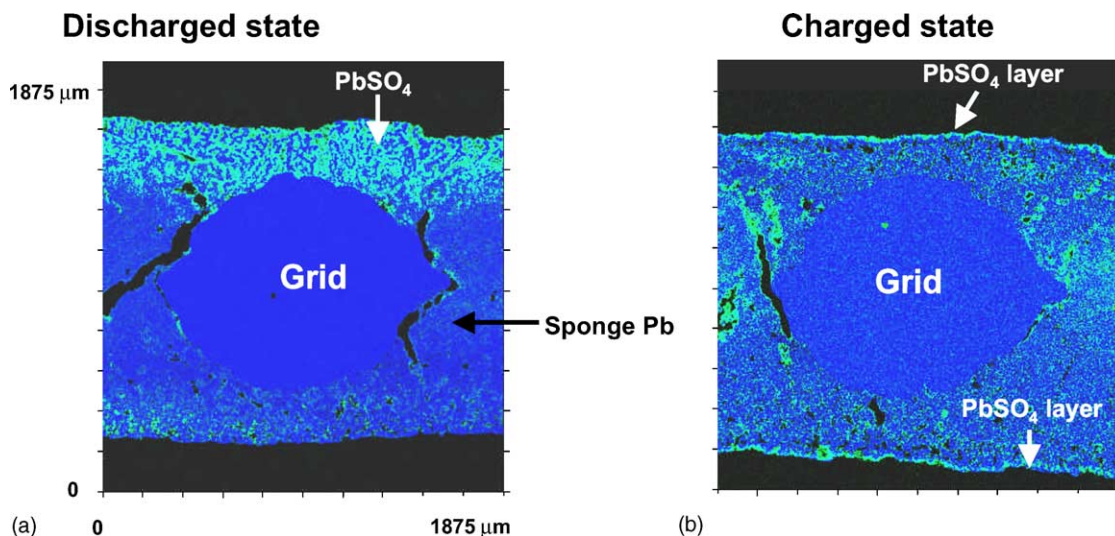 Discharged state
Charged state
1875 μm
PbSO₄
PbSO₄ layer
Grid
Grid
Sponge Pb
PbSO₄ layer
0
(a)
0
1875 μm
(b)